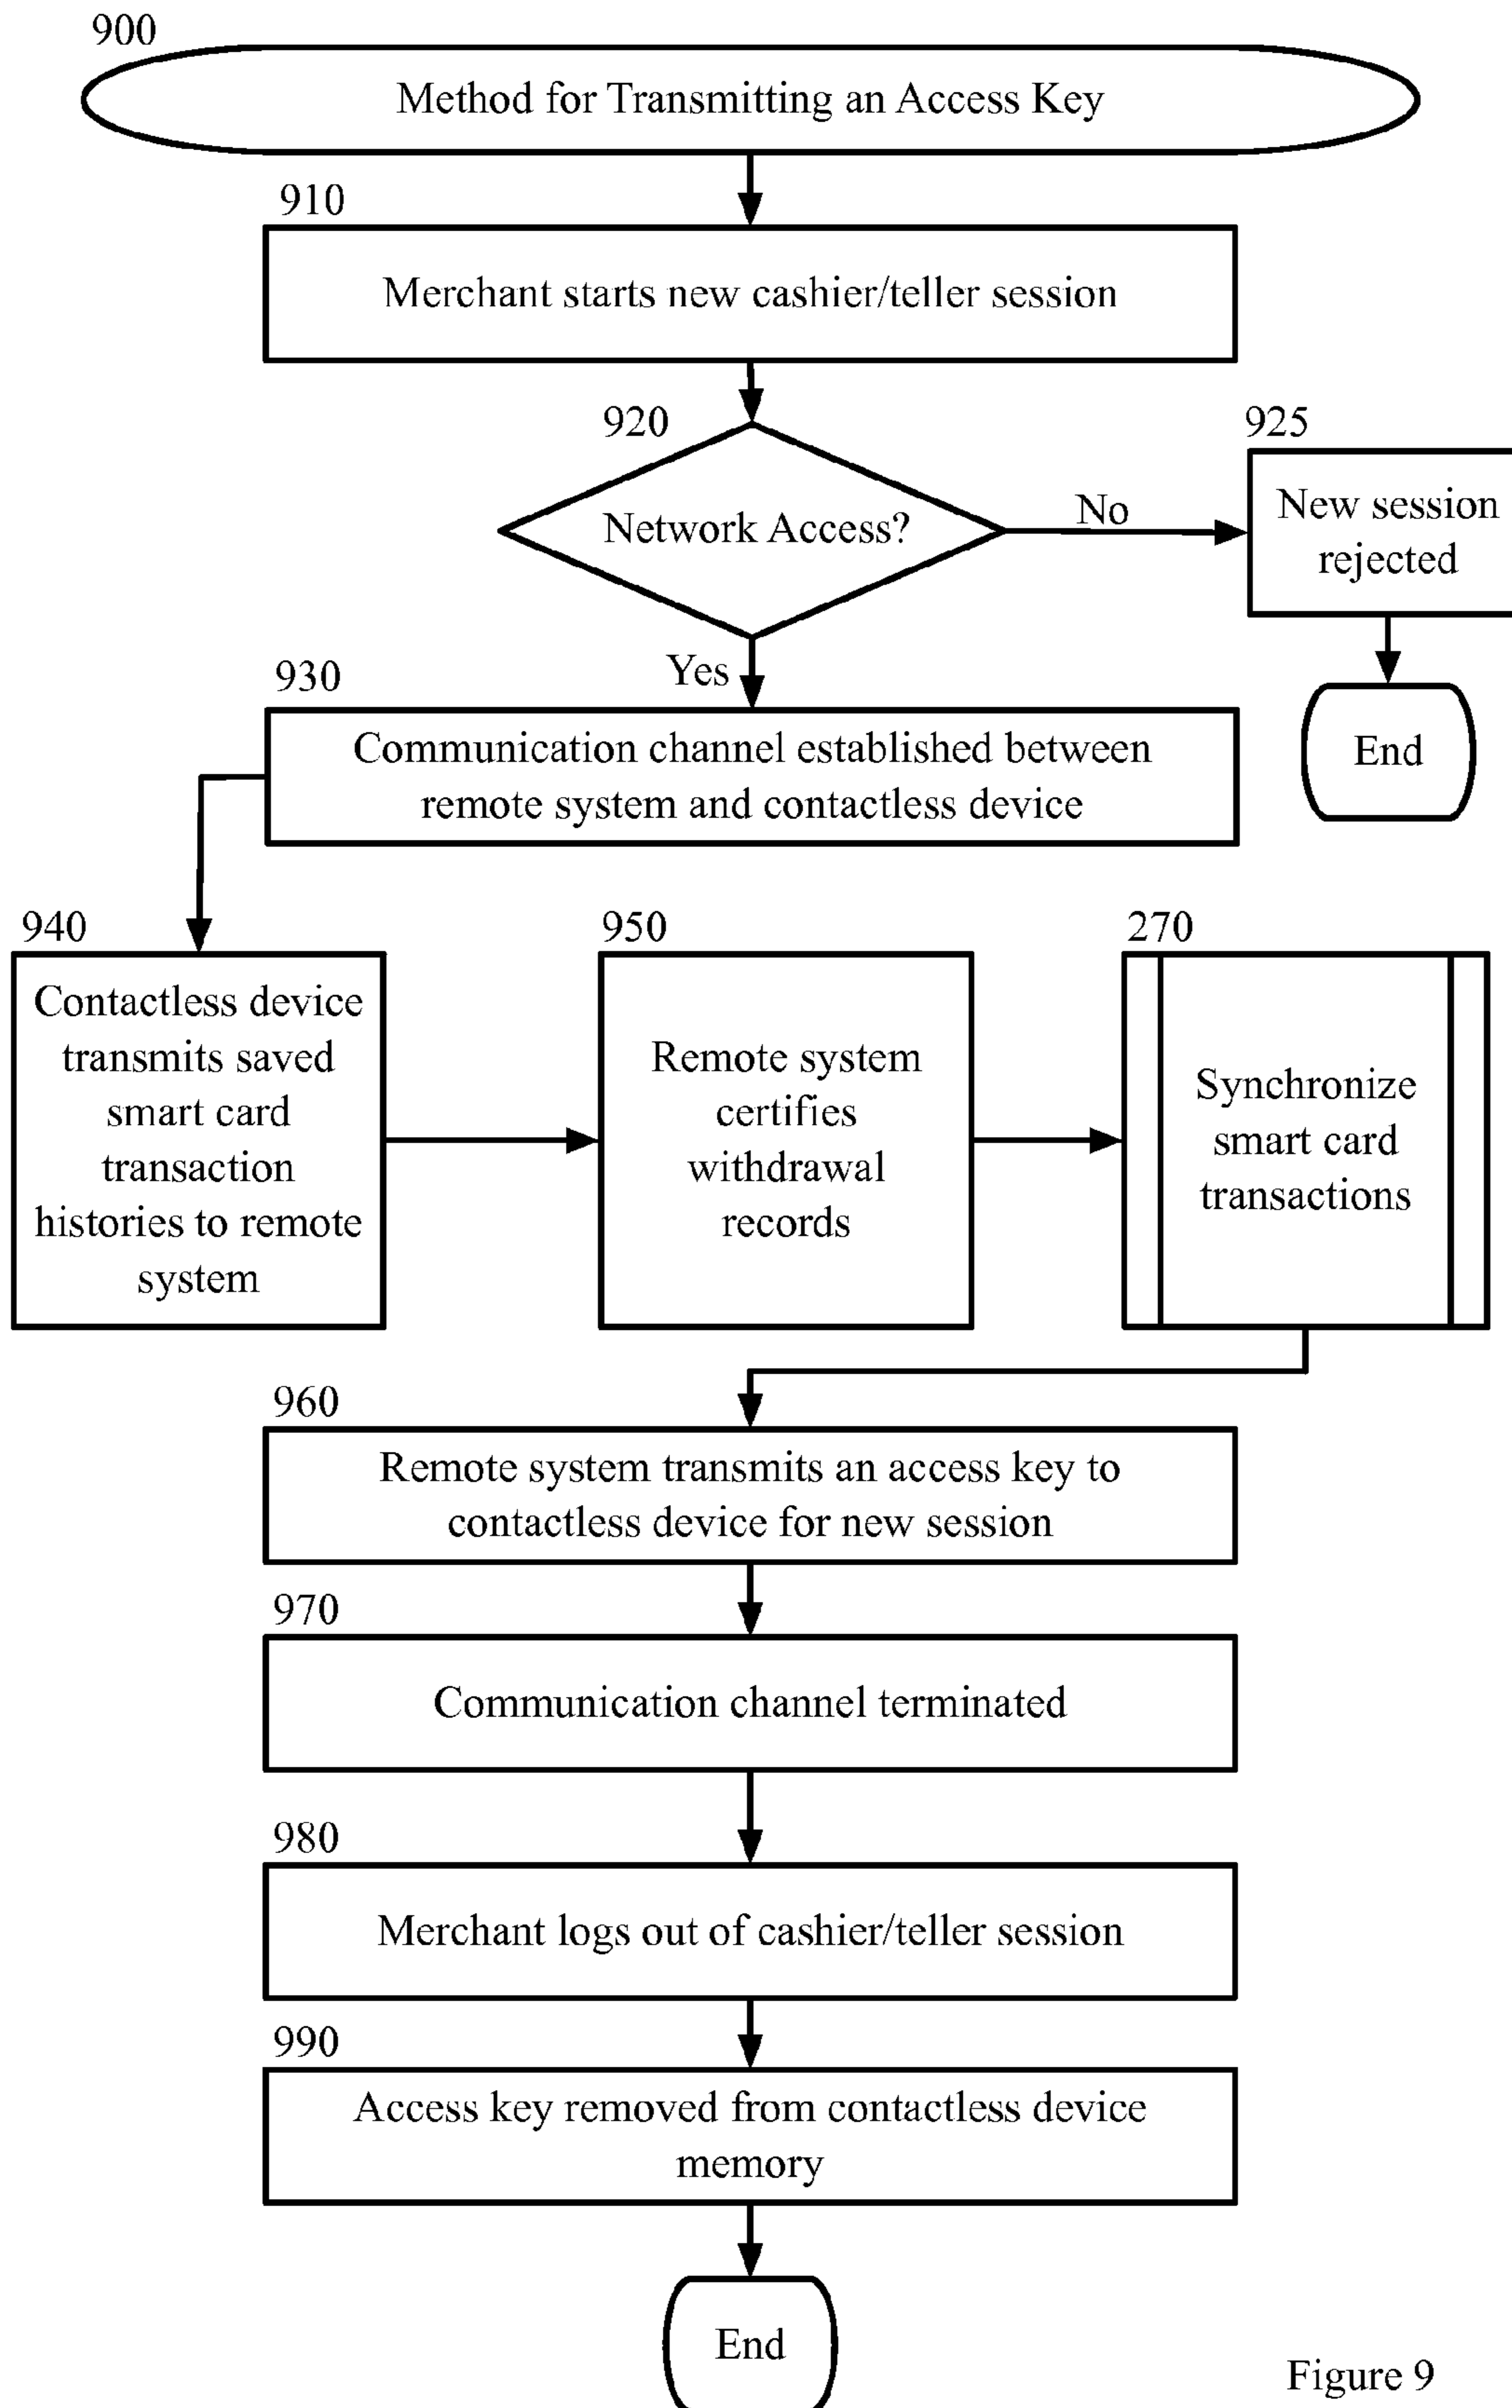 900
Method for Transmitting an Access Key
910
Merchant starts new cashier/teller session
920
Network Access?
No
925
New session
rejected
End
Yes
930
Communication channel established between
remote system and contactless device
940
Contactless device
transmits saved
smart card
transaction
histories to remote
system
950
Remote system
certifies
withdrawal
records
270
Synchronize
smart card
transactions
960
Remote system transmits an access key to
contactless device for new session
970
Communication channel terminated
980
Merchant logs out of cashier/teller session
990
Access key removed from contactless device
memory
End
Figure 9